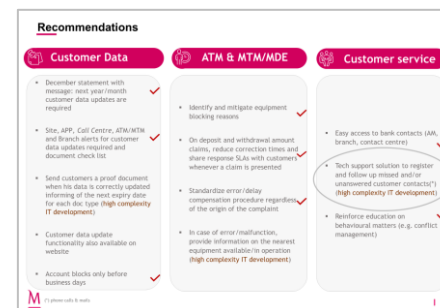 Recommendations
Customer Data
December statement with
message: next year/month
customer data updates are
required
Site, APP, Call Centre, ATM/MTM
and Branch alerts for customer
data updates required and
document check list
Send customers a proof document
when his data is correctly updated
informing of the next expiry date
for each doc type (high complexity
IT development)
Customer data update
functionality also available on
website
Account blocks only before
business days
ATM & MTM/MDE
Identify and mitigate equipment
blocking reasons
On deposit and withdrawal amount
claims, reduce correction times and
share response SLAs with customers
whenever a claim is presented
Standardize error/delay
compensation procedure regardless
of the origin of the complaint
In case of error/malfunction,
provide information on the nearest
equipment available/in operation
(high complexity IT development)
Customer service
Easy access to bank contacts (AM,
branch, contact centre)
Tech support solution to register
and follow up missed and/or
unanswered customer contacts(*)
(high complexity IT development)
Reinforce education on
behavioural matters (e.g. conflict
management)
M
(*) phone calls & mails